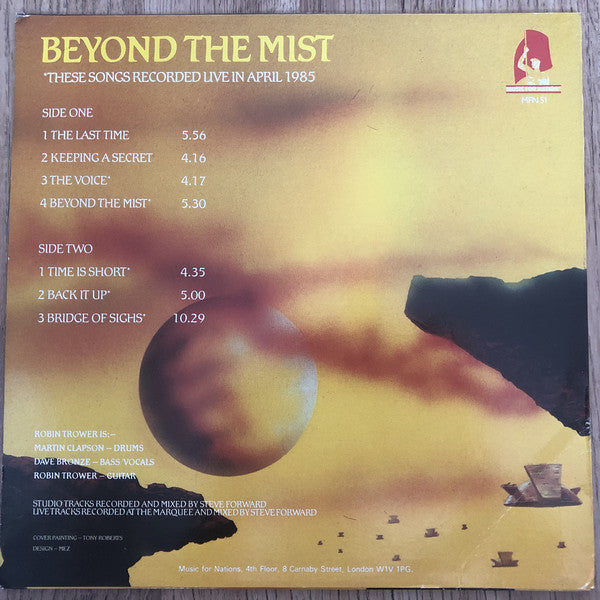 BEYOND THE MIST
*THESE SONGS RECORDED LIVE IN APRIL 1985
MFN 51
SIDE ONE
1 THE LAST TIME 5.56
2 KEEPING A SECRET 4.16
3 THE VOICE* 4.17
4 BEYOND THE MIST* 5.30
SIDE TWO
1 TIME IS SHORT* 4.35
2 BACK IT UP* 5.00
3 BRIDGE OF SIGHS* 10.29
ROBIN TROWER IS:–
MARTIN CLAPSON – DRUMS
DAVE BRONZE – BASS VOCALS
ROBIN TROWER – GUITAR
STUDIO TRACKS RECORDED AND MIXED BY STEVE FORWARD
LIVE TRACKS RECORDED AT THE MARQUEE AND MIXED BY STEVE FORWARD
COVER PAINTING – TONY ROBERTS
DESIGN – MEZ
Music for Nations, 4th Floor, 8 Carnaby Street, London W1V 1PG.